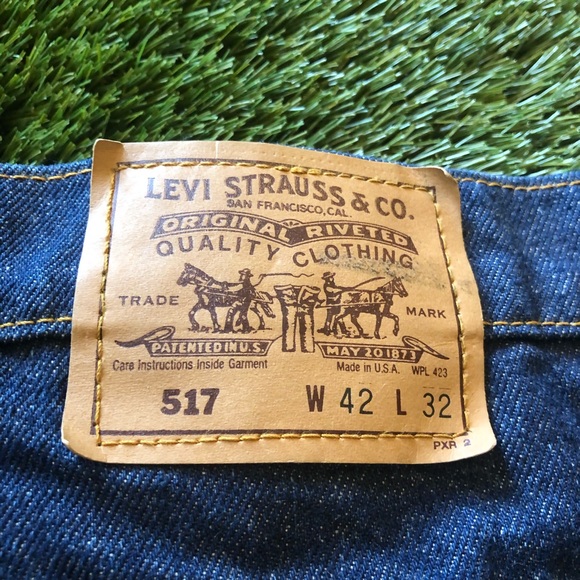 LEVI STRAUSS & CO.
SAN FRANCISCO, CAL.
ORIGINAL RIVETED
QUALITY CLOTHING
TRADE MARK
PATENTED IN U.S. MAY 20 1873
Care Instructions Inside Garment Made in U.S.A. WPL 423
517 W 42 L 32
PXR 2